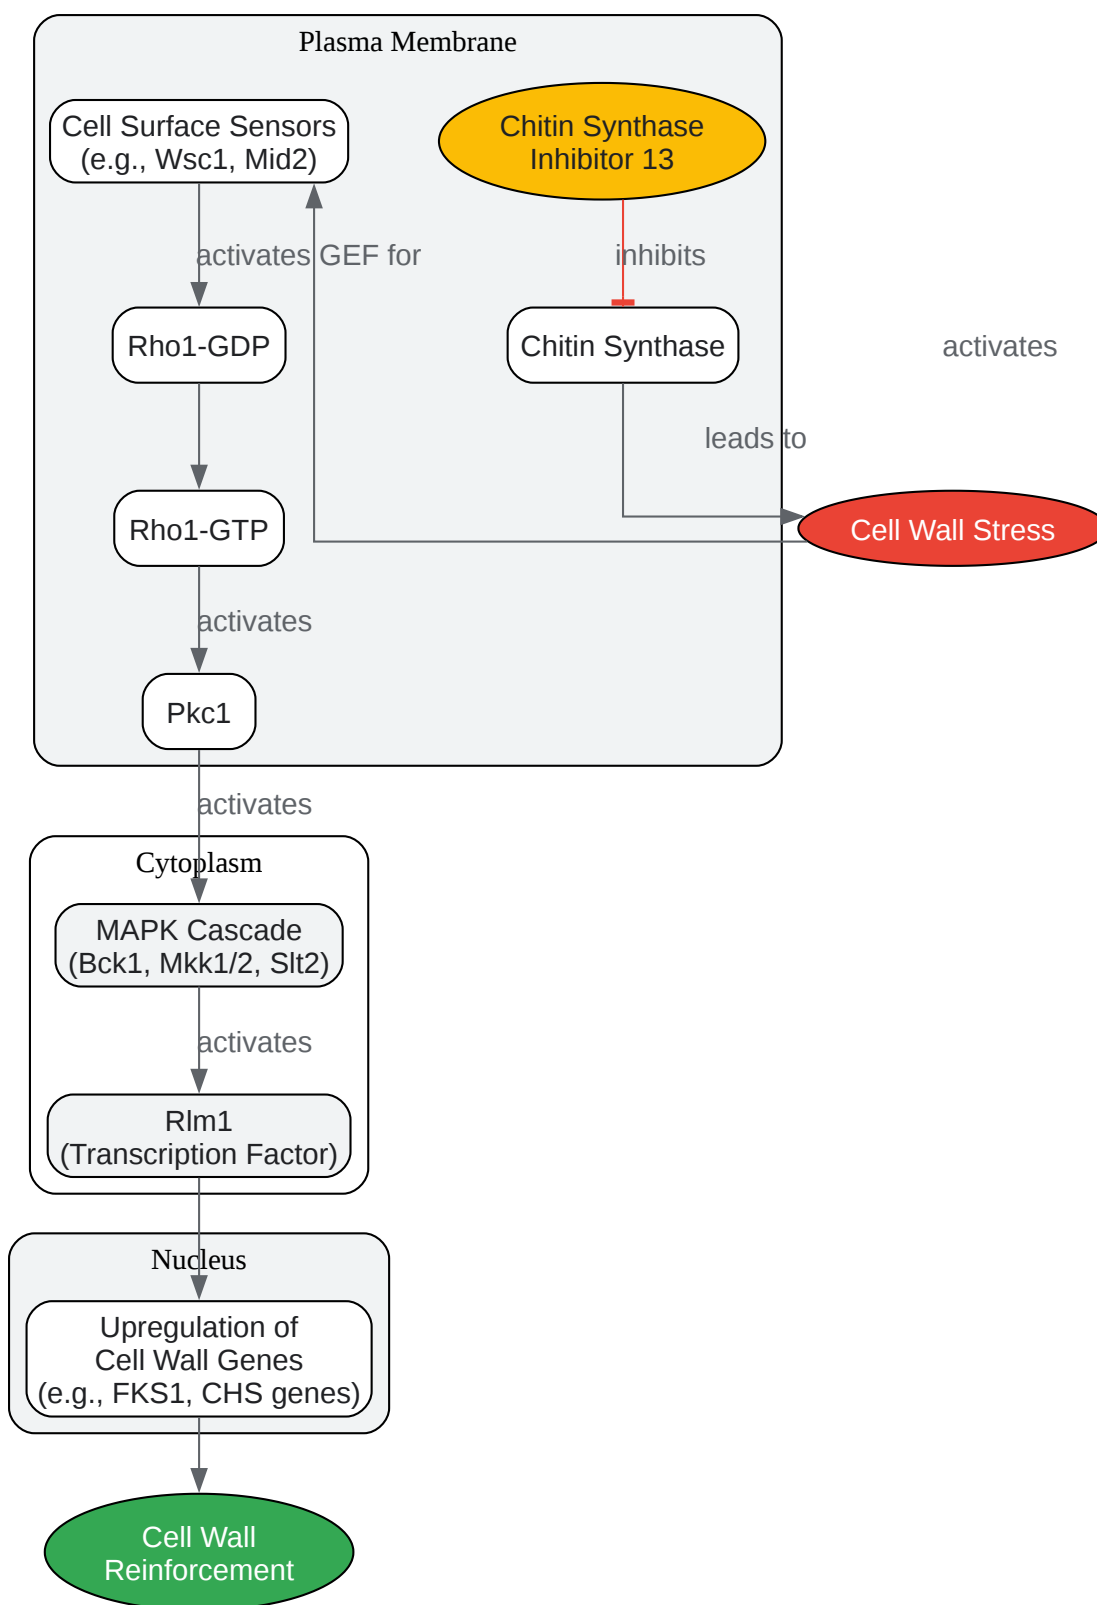 Plasma Membrane
Cell Surface Sensors
(e.g., Wsc1, Mid2)
Chitin Synthase
Inhibitor 13
activates GEF for
inhibits
Rho1-GDP
Chitin Synthase
activates
leads to
Rho1-GTP
Cell Wall Stress
activates
Pkc1
activates
Cytoplasm
MAPK Cascade
(Bck1, Mkk1/2, Slt2)
activates
Rlm1
(Transcription Factor)
Nucleus
Upregulation of
Cell Wall Genes
(e.g., FKS1, CHS genes)
Cell Wall
Reinforcement